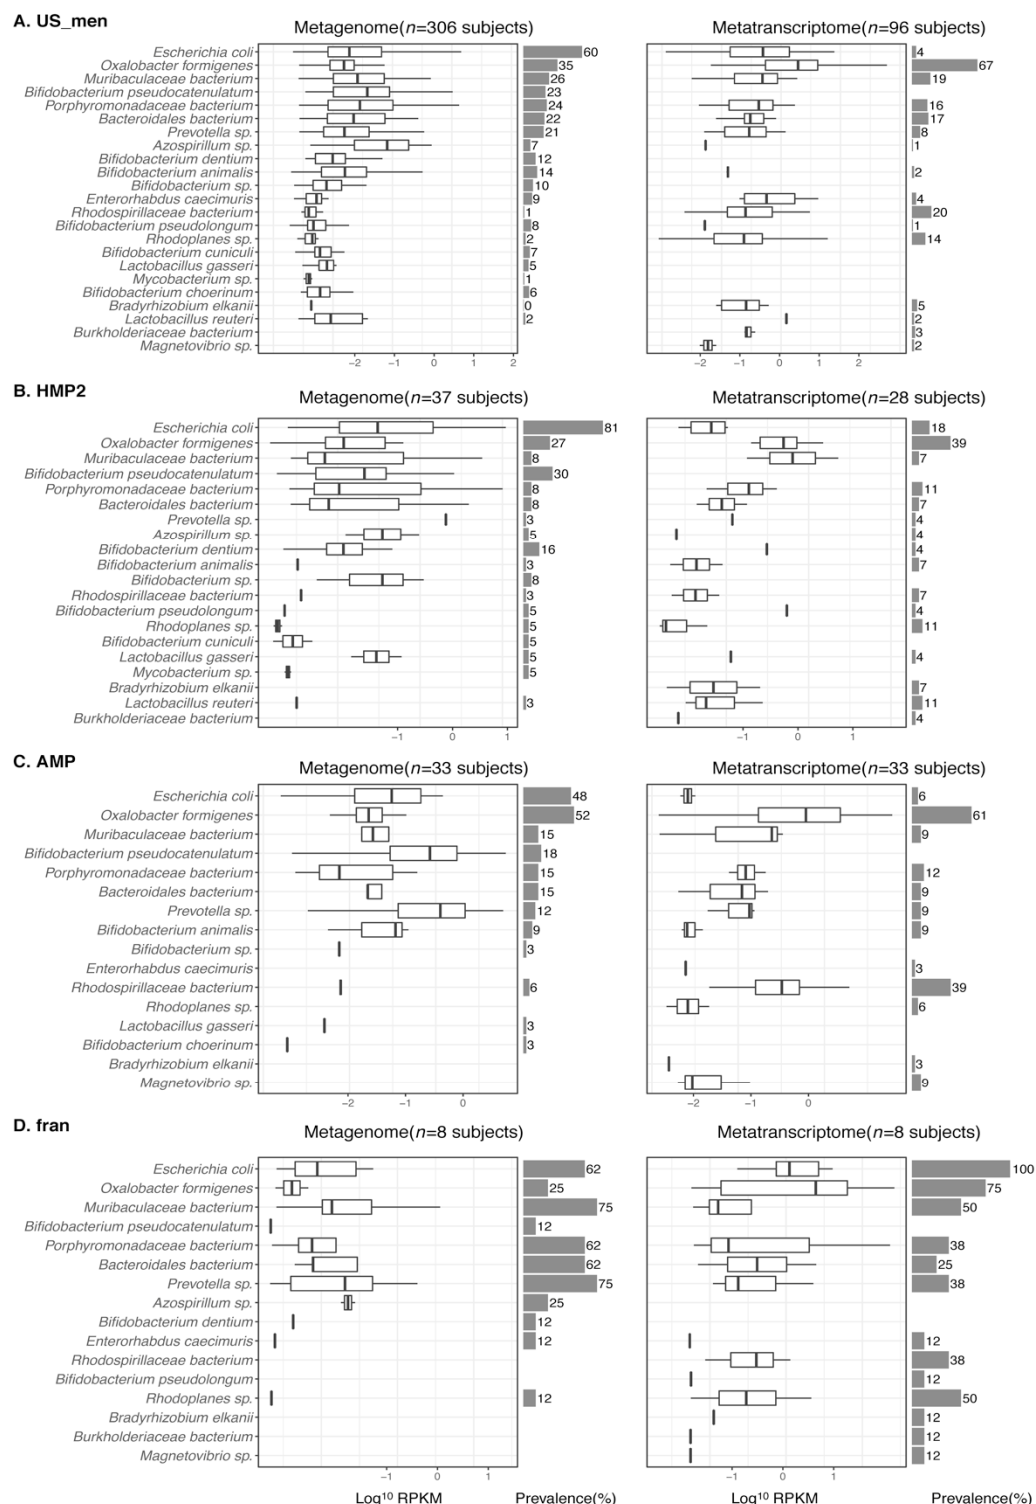 A. US_men
Metagenome(n=306 subjects) Metatranscriptome(n=96 subjects)
Escherichia coli 60 4
Oxalobacter formigenes 35 67
Muribaculaceae bacterium 26 19
Bifidobacterium pseudocatenulatum 23
Porphyromonadaceae bacterium 24 16
Bacteroidales bacterium 22 17
Prevotella sp. 21 8
Azospirillum sp. 7 1
Bifidobacterium dentium 12
Bifidobacterium animalis 14 2
Bifidobacterium sp. 10
Enterorhabdus caecimuris 9 4
Rhodospirillaceae bacterium 1 20
Bifidobacterium pseudolongum 8 1
Rhodoplanes sp. 2 14
Bifidobacterium cuniculi 7
Lactobacillus gasseri 5
Mycobacterium sp. 1
Bifidobacterium choerinum 6
Bradyrhizobium elkanii 0 5
Lactobacillus reuteri 2 2
Burkholderiaceae bacterium 3
Magnetovibrio sp. 2
−2 −1 0 1 2 −2 −1 0 1 2
B. HMP2
Metagenome(n=37 subjects) Metatranscriptome(n=28 subjects)
Escherichia coli 81 18
Oxalobacter formigenes 27 39
Muribaculaceae bacterium 8 7
Bifidobacterium pseudocatenulatum 30
Porphyromonadaceae bacterium 8 11
Bacteroidales bacterium 8 7
Prevotella sp. 3 4
Azospirillum sp. 5 4
Bifidobacterium dentium 16 4
Bifidobacterium animalis 3 7
Bifidobacterium sp. 8
Rhodospirillaceae bacterium 3 7
Bifidobacterium pseudolongum 5 4
Rhodoplanes sp. 5 11
Bifidobacterium cuniculi 5
Lactobacillus gasseri 5 4
Mycobacterium sp. 5
Bradyrhizobium elkanii 7
Lactobacillus reuteri 3 11
Burkholderiaceae bacterium 4
−1 0 1 −1 0 1
C. AMP
Metagenome(n=33 subjects) Metatranscriptome(n=33 subjects)
Escherichia coli 48 6
Oxalobacter formigenes 52 61
Muribaculaceae bacterium 15 9
Bifidobacterium pseudocatenulatum 18
Porphyromonadaceae bacterium 15 12
Bacteroidales bacterium 15 9
Prevotella sp. 12 9
Bifidobacterium animalis 9 9
Bifidobacterium sp. 3
Enterorhabdus caecimuris 3
Rhodospirillaceae bacterium 6 39
Rhodoplanes sp. 6
Lactobacillus gasseri 3
Bifidobacterium choerinum 3
Bradyrhizobium elkanii 3
Magnetovibrio sp. 9
−2 −1 0 −2 −1 0
D. fran
Metagenome(n=8 subjects) Metatranscriptome(n=8 subjects)
Escherichia coli 62 100
Oxalobacter formigenes 25 75
Muribaculaceae bacterium 75 50
Bifidobacterium pseudocatenulatum 12
Porphyromonadaceae bacterium 62 38
Bacteroidales bacterium 62 25
Prevotella sp. 75 38
Azospirillum sp. 25
Bifidobacterium dentium 12
Enterorhabdus caecimuris 12 12
Rhodospirillaceae bacterium 38
Bifidobacterium pseudolongum 12
Rhodoplanes sp. 12 50
Bradyrhizobium elkanii 12
Burkholderiaceae bacterium 12
Magnetovibrio sp. 12
−1 0 1 −1 0 1
Log¹⁰ RPKM Prevalence(%) Log¹⁰ RPKM Prevalence(%)